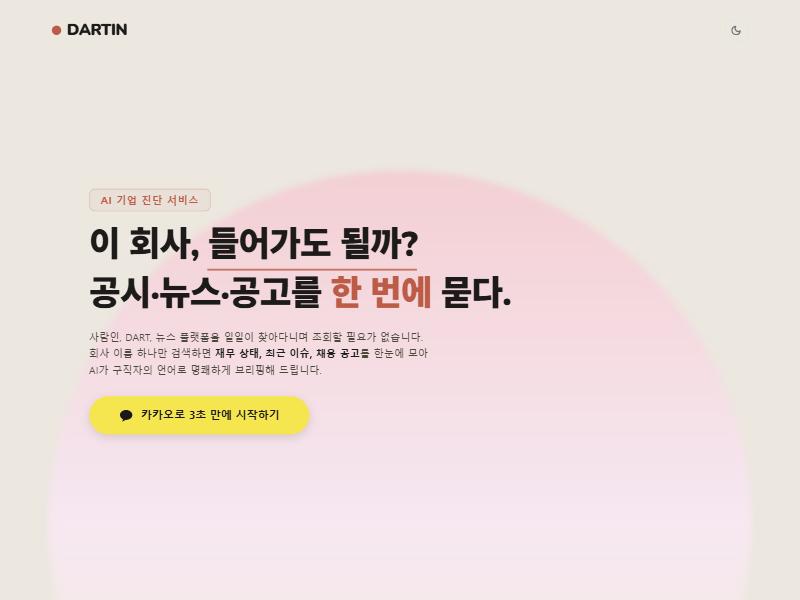 DARTIN
AI 기업 진단 서비스
이 회사, 들어가도 될까?
공시·뉴스·공고를 한 번에 묻다.
사람인, DART, 뉴스 플랫폼을 일일이 찾아다니며 조회할 필요가 없습니다.
회사 이름 하나만 검색하면 재무 상태, 최근 이슈, 채용 공고를 한눈에 모아
AI가 구직자의 언어로 명쾌하게 브리핑해 드립니다.
카카오로 3초 만에 시작하기